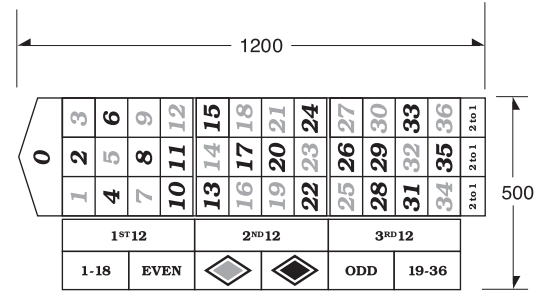 1200
3 6 9 12 15 18 21 24 27 30 33 36 2 to 1
0 2 5 8 11 14 17 20 23 26 29 32 35 2 to 1
1 4 7 10 13 16 19 22 25 28 31 34 2 to 1
500
1ST12 2ND12 3RD12
1-18 EVEN ODD 19-36